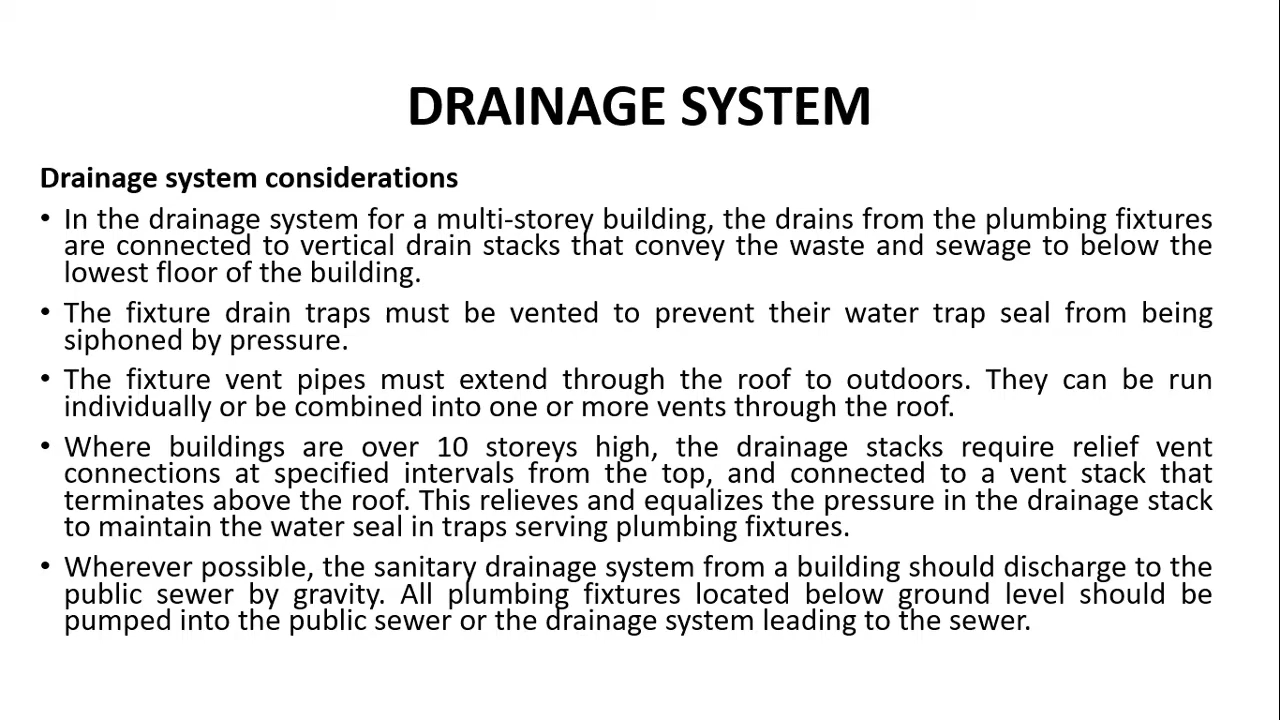 DRAINAGE SYSTEM
Drainage system considerations
• In the drainage system for a multi-storey building, the drains from the plumbing fixtures
are connected to vertical drain stacks that convey the waste and sewage to below the
lowest floor of the building.
• The fixture drain traps must be vented to prevent their water trap seal from being
siphoned by pressure.
• The fixture vent pipes must extend through the roof to outdoors. They can be run
individually or be combined into one or more vents through the roof.
• Where buildings are over 10 storeys high, the drainage stacks require relief vent
connections at specified intervals from the top, and connected to a vent stack that
terminates above the roof. This relieves and equalizes the pressure in the drainage stack
to maintain the water seal in traps serving plumbing fixtures.
• Wherever possible, the sanitary drainage system from a building should discharge to the
public sewer by gravity. All plumbing fixtures located below ground level should be
pumped into the public sewer or the drainage system leading to the sewer.